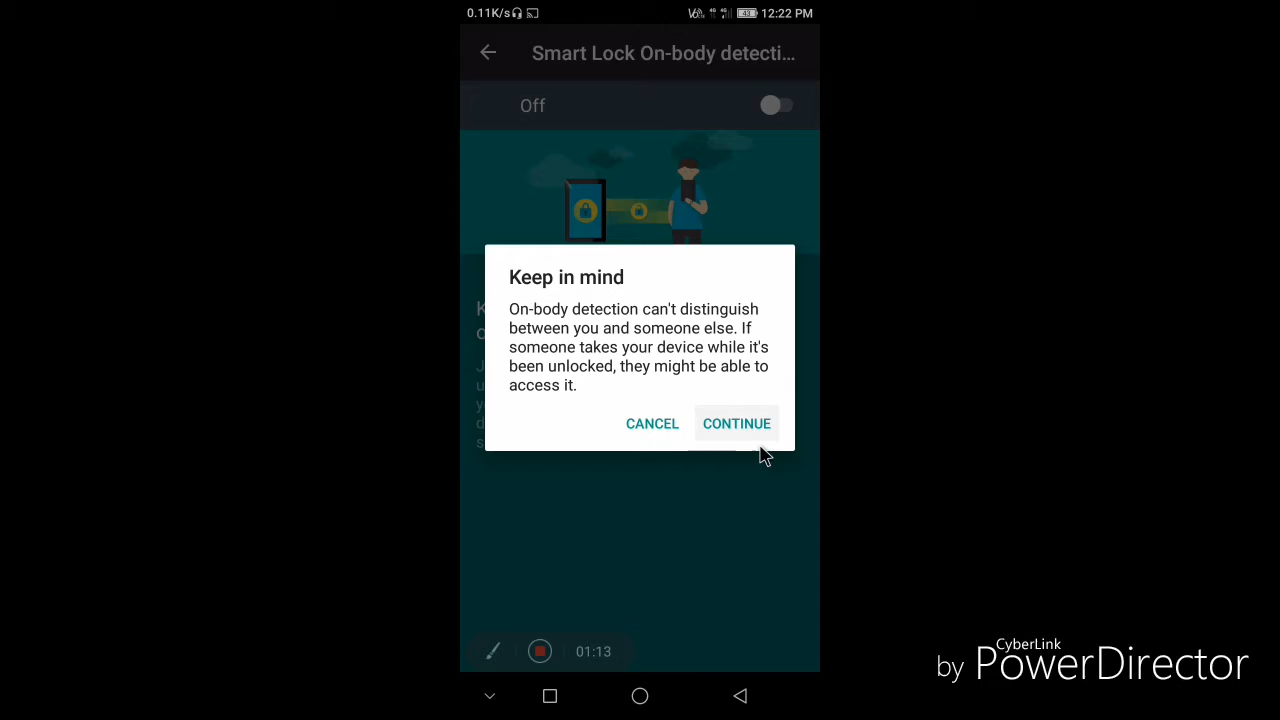 0.11K/s 12:22 PM
Smart Lock On-body detecti...
Off
Keep in mind
On-body detection can't distinguish
between you and someone else. If
someone takes your device while it's
been unlocked, they might be able to
access it.
CANCEL CONTINUE
01:13
CyberLink
by PowerDirector